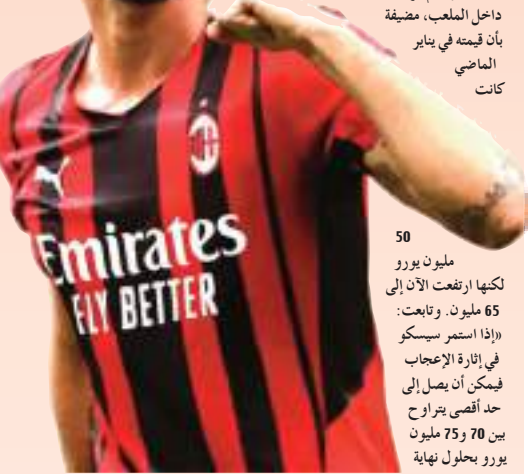 داخل الملعب، مضيفة
بأن قيمته في يناير
الماضي
كانت
50
مليون يورو
لكنها ارتفعت الآن إلى
65 مليون. وتابعت:
«إذا استمر سيسكو
في إثارة الإعجاب
فيمكن أن يصل إلى
حد أقصى يتراوح
بين 70 و75 مليون
يورو بحلول نهاية
Emirates
FLY BETTER